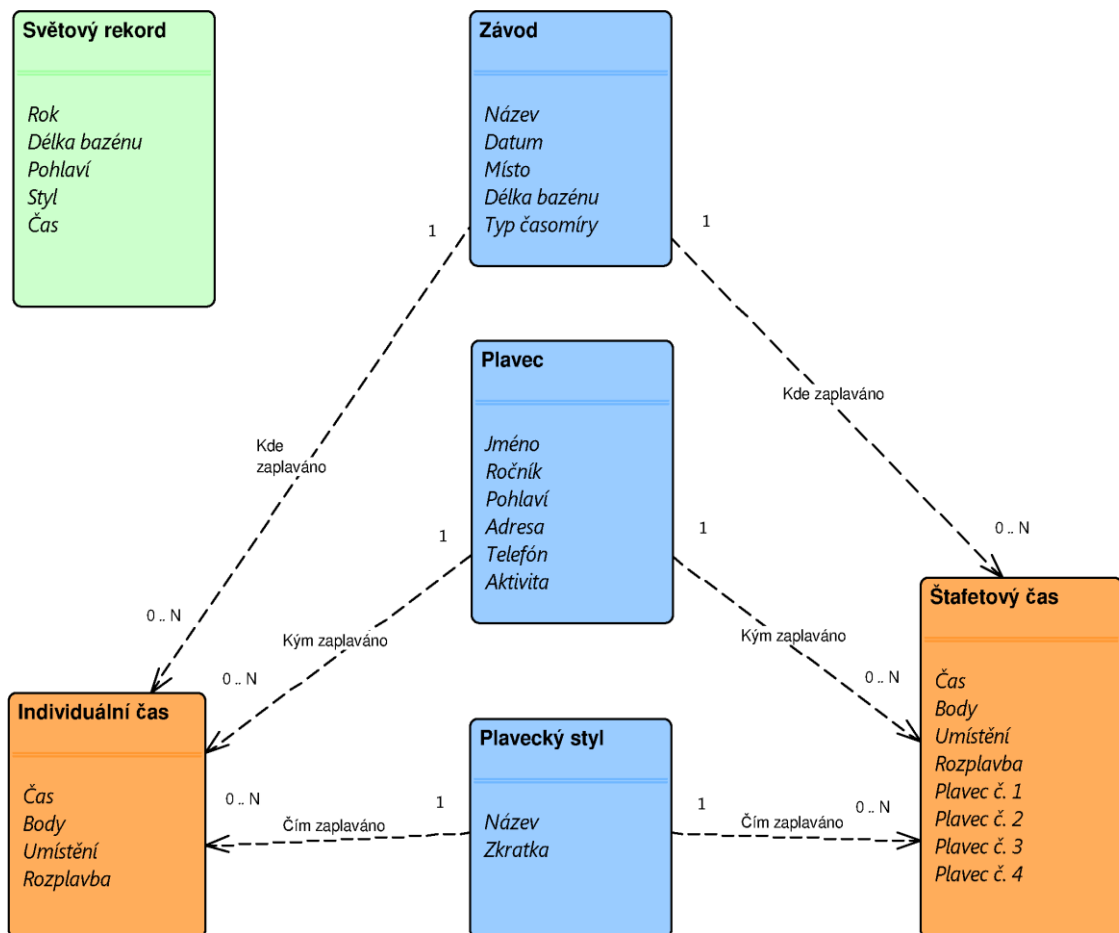 Světový rekord
Rok
Délka bazénu
Pohlaví
Styl
Čas
Závod
Název
Datum
Místo
Délka bazénu
Typ časomíry
1
1
Kde
zaplaváno
Kde zaplaváno
0 .. N
0 .. N
Plavec
Jméno
Ročník
Pohlaví
Adresa
Telefón
Aktivita
1
1
Kým zaplaváno
Kým zaplaváno
0 .. N
0 .. N
Individuální čas
Čas
Body
Umístění
Rozplavba
Plavecký styl
Název
Zkratka
0 .. N
1
Čím zaplaváno
1
0 .. N
Čím zaplaváno
Štafetový čas
Čas
Body
Umístění
Rozplavba
Plavec č. 1
Plavec č. 2
Plavec č. 3
Plavec č. 4